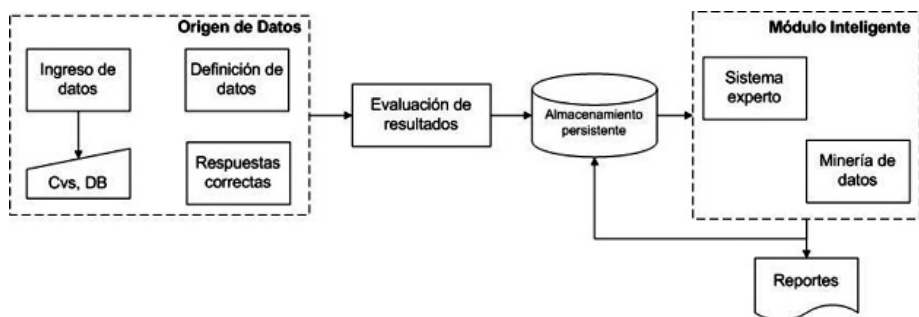 Origen de Datos
Ingreso de
datos
Definición de
datos
Cvs, DB
Respuestas
correctas
Evaluación de
resultados
Almacenamiento
persistente
Módulo Inteligente
Sistema
experto
Minería de
datos
Reportes